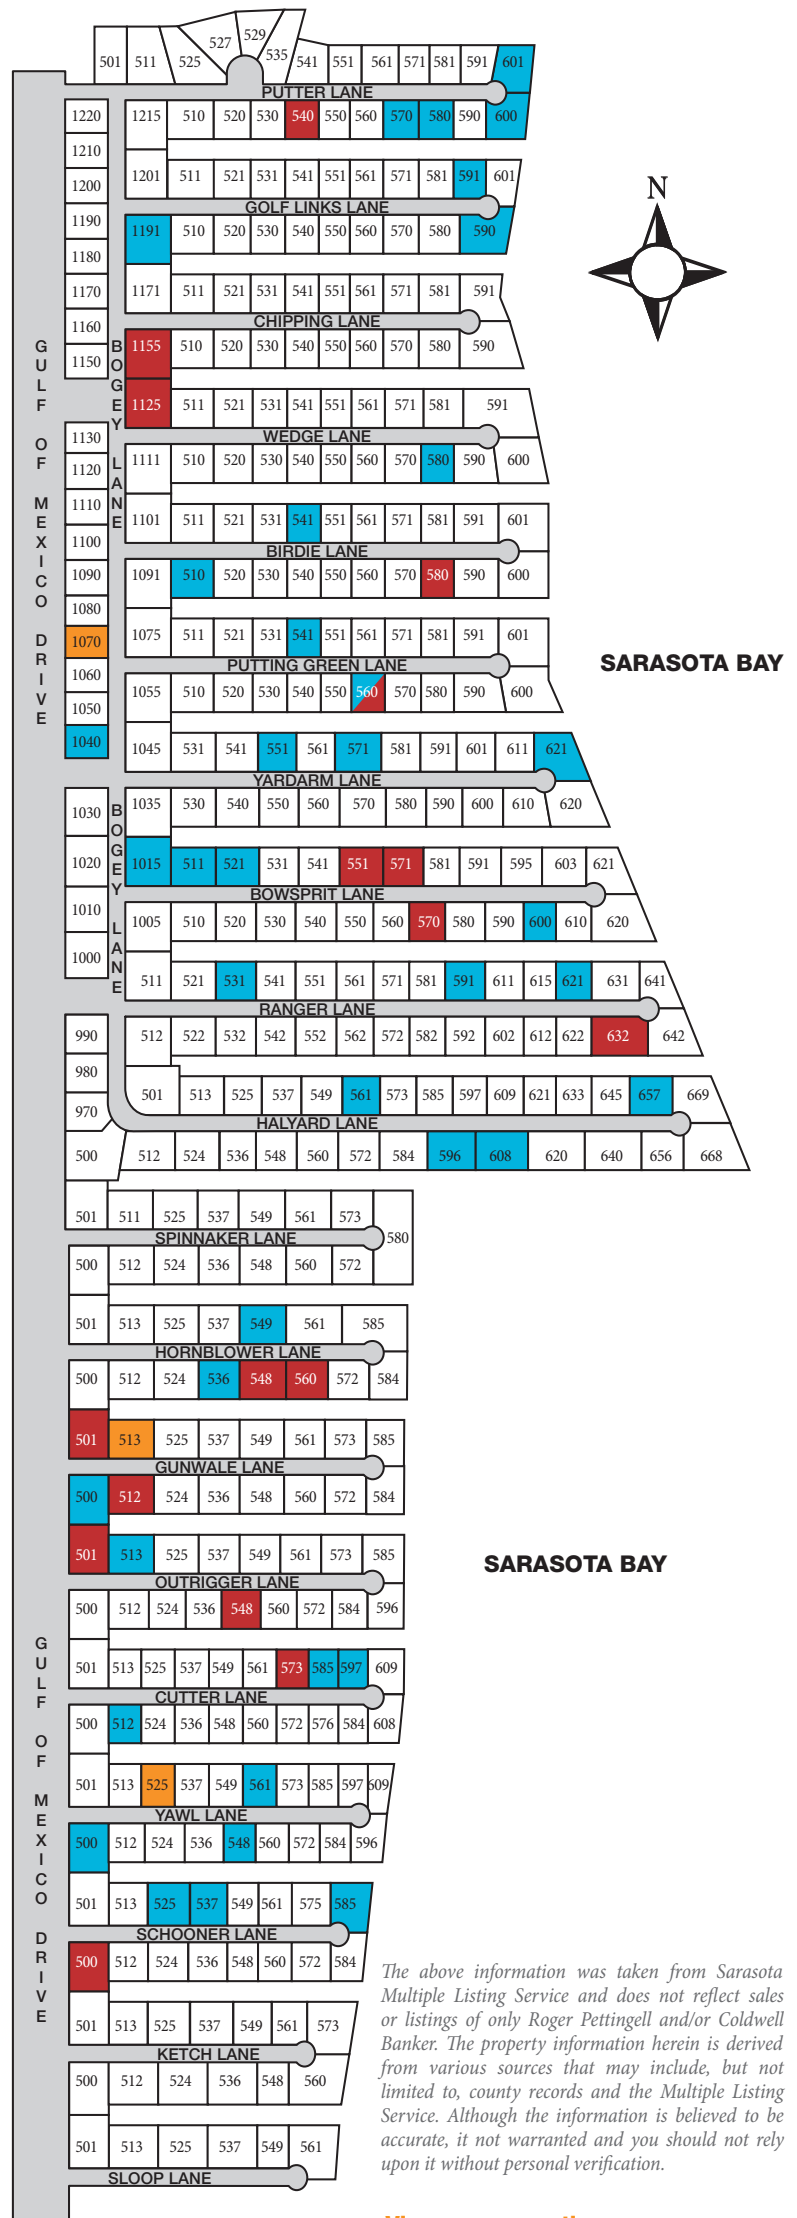 501 511 525 527 529 535 541 551 561 571 581 591 601
PUTTER LANE
1220 1215 510 520 530 540 550 560 570 580 590 600
1210
1200 1201 511 521 531 541 551 561 571 581 591 601
GOLF LINKS LANE
1190 1191 510 520 530 540 550 560 570 580 590
1180
1170 1171 511 521 531 541 551 561 571 581 591
CHIPPING LANE
1160
1150 1155 510 520 530 540 550 560 570 580 590
1125 511 521 531 541 551 561 571 581 591
WEDGE LANE
1130
1120 1111 510 520 530 540 550 560 570 580 590 600
1110
1101 511 521 531 541 551 561 571 581 591 601
BIRDIE LANE
1100
1090 1091 510 520 530 540 550 560 570 580 590 600
1080
1070 1075 511 521 531 541 551 561 571 581 591 601
PUTTING GREEN LANE
1060
1055 510 520 530 540 550 560 570 580 590 600
1050
1040 1045 531 541 551 561 571 581 591 601 611 621
YARDARM LANE
1030 1035 530 540 550 560 570 580 590 600 610 620
1020 1015 511 521 531 541 551 571 581 591 595 603 621
BOWSPRIT LANE
1010 1005 510 520 530 540 550 560 570 580 590 600 610 620
1000
511 521 531 541 551 561 571 581 591 611 615 621 631 641
RANGER LANE
990 512 522 532 542 552 562 572 582 592 602 612 622 632 642
980
970 501 513 525 537 549 561 573 585 597 609 621 633 645 657 669
HALYARD LANE
500 512 524 536 548 560 572 584 596 608 620 640 656 668
501 511 525 537 549 561 573 580
SPINNAKER LANE
500 512 524 536 548 560 572
501 513 525 537 549 561 585
HORNBLOWER LANE
500 512 524 536 548 560 572 584
501 513 525 537 549 561 573 585
GUNWALE LANE
500 512 524 536 548 560 572 584
501 513 525 537 549 561 573 585
OUTRIGGER LANE
500 512 524 536 548 560 572 584 596
501 513 525 537 549 561 573 585 597 609
CUTTER LANE
500 512 524 536 548 560 572 576 584 608
501 513 525 537 549 561 573 585 597 609
YAWL LANE
500 512 524 536 548 560 572 584 596
501 513 525 537 549 561 575 585
SCHOONER LANE
500 512 524 536 548 560 572 584
501 513 525 537 549 561 573
KETCH LANE
500 512 524 536 548 560
501 513 525 537 549 561
SLOOP LANE
GULF OF MEXICO DRIVE
BOGEY LANE
BOGEY LANE
GULF OF MEXICO DRIVE
N
SARASOTA BAY
SARASOTA BAY
The above information was taken from Sarasota
Multiple Listing Service and does not reflect sales
or listings of only Roger Pettingell and/or Coldwell
Banker. The property information herein is derived
from various sources that may include, but not
limited to, county records and the Multiple Listing
Service. Although the information is believed to be
accurate, it not warranted and you should not rely
upon it without personal verification.